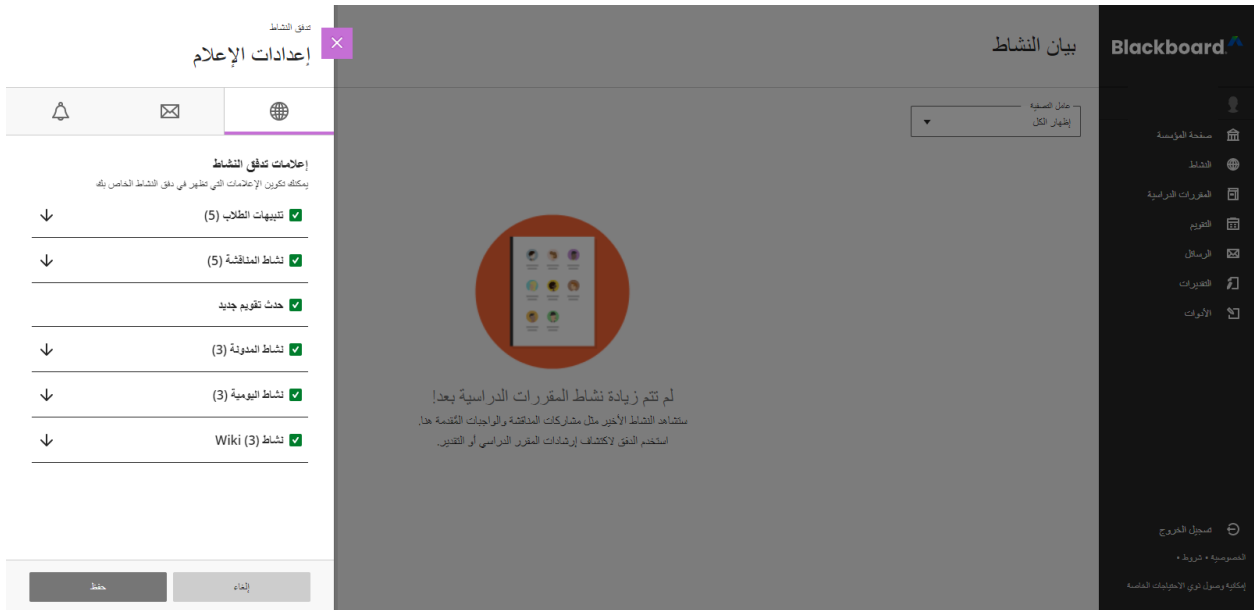 Blackboard
صفحة المؤسسة
النشاط
المقررات الدراسية
التقويم
الرسائل
التقديرات
الأدوات
تسجيل الخروج
الخصوصية • شروط •
إمكانية وصول ذوي الاحتياجات الخاصة
بيان النشاط
عامل التصفية
إظهار الكل
لم تتم زيادة نشاط المقررات الدراسية بعد!
ستشاهد النشاط الأخير مثل مشاركات المناقشة والواجبات المُقدمة هنا.
استخدم الدفق لاكتشاف إرشادات المقرر الدراسي أو التقدير.
تدفق النشاط
إعدادات الإعلام
إعلامات تدفق النشاط
يمكنك تكوين الإعلامات التي تظهر في دفق النشاط الخاص بك
تنبيهات الطلاب (5)
نشاط المناقشة (5)
حدث تقويم جديد
نشاط المدونة (3)
نشاط اليومية (3)
نشاط Wiki (3)
إلغاء
حفظ